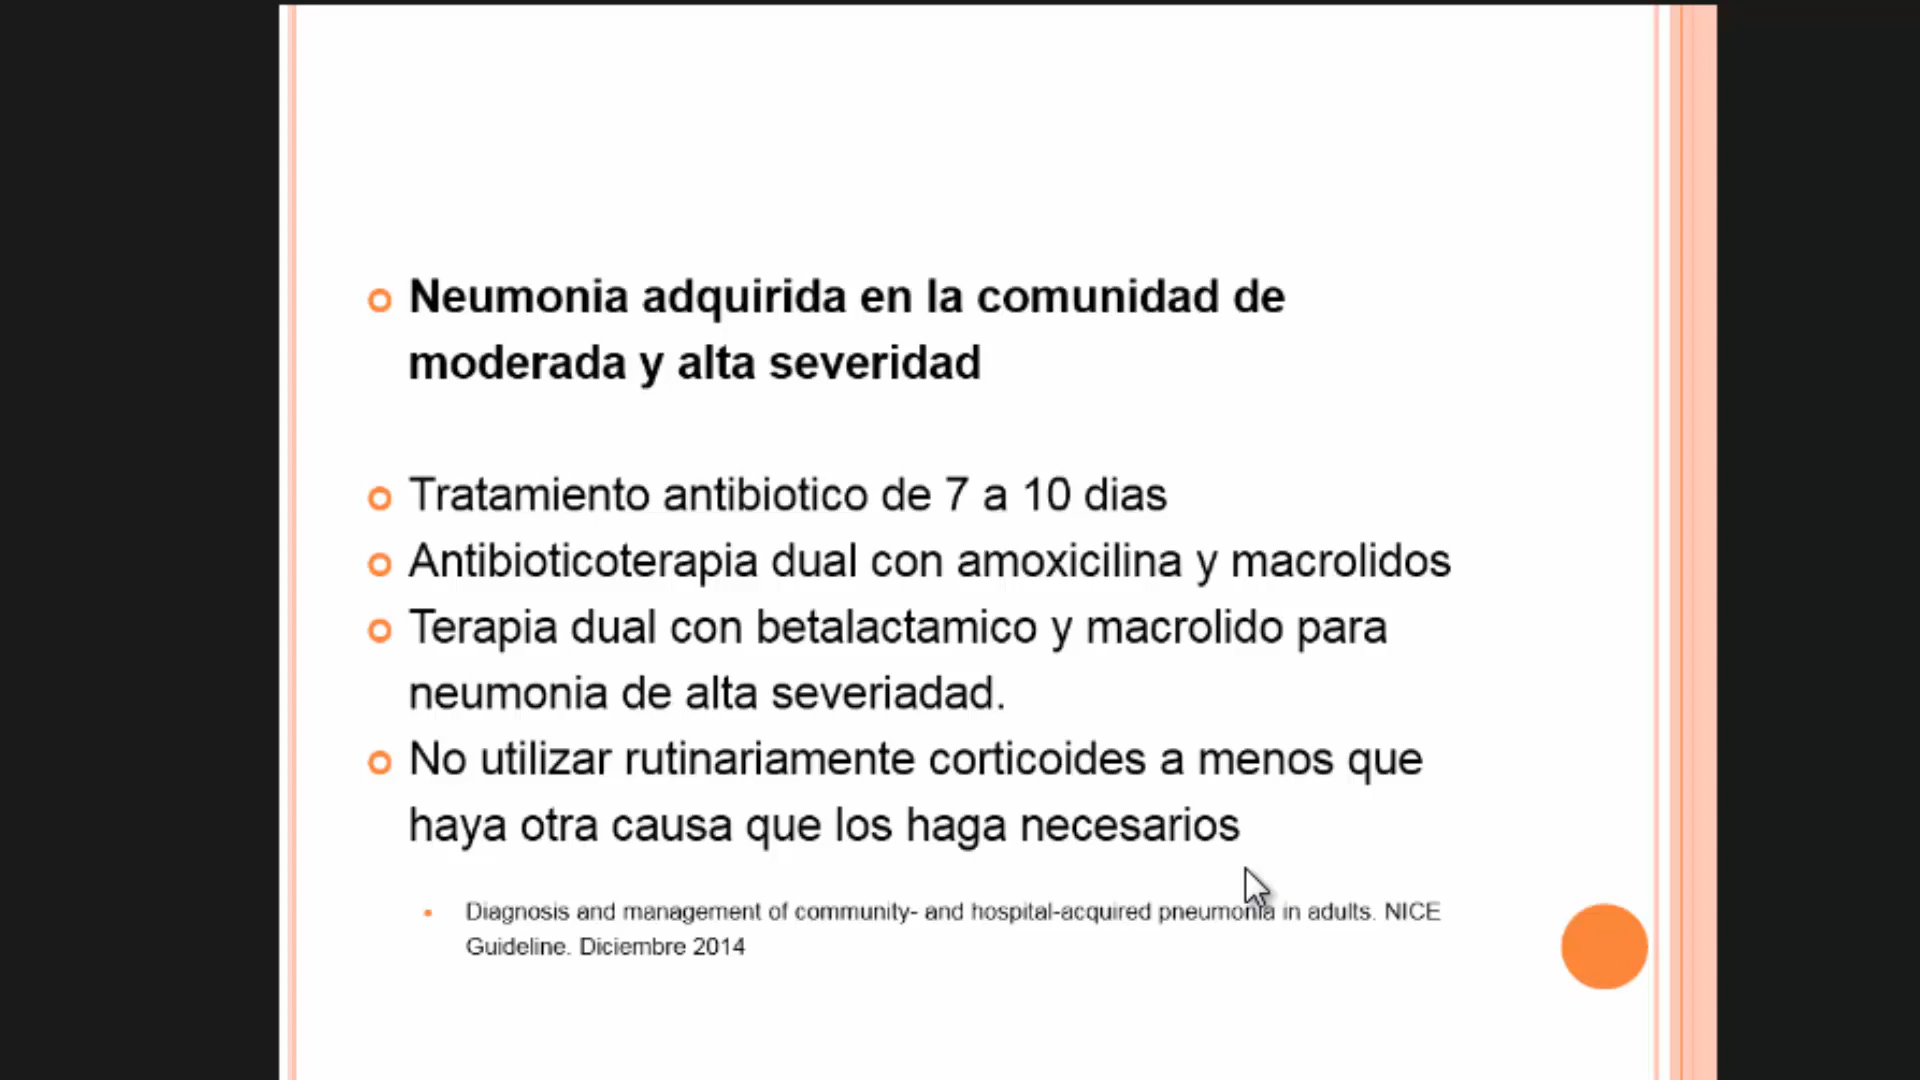 Neumonia adquirida en la comunidad de
moderada y alta severidad
Tratamiento antibiotico de 7 a 10 dias
Antibioticoterapia dual con amoxicilina y macrolidos
Terapia dual con betalactamico y macrolido para
neumonia de alta severiadad.
No utilizar rutinariamente corticoides a menos que
haya otra causa que los haga necesarios
Diagnosis and management of community- and hospital-acquired pneumonia in adults. NICE
Guideline. Diciembre 2014